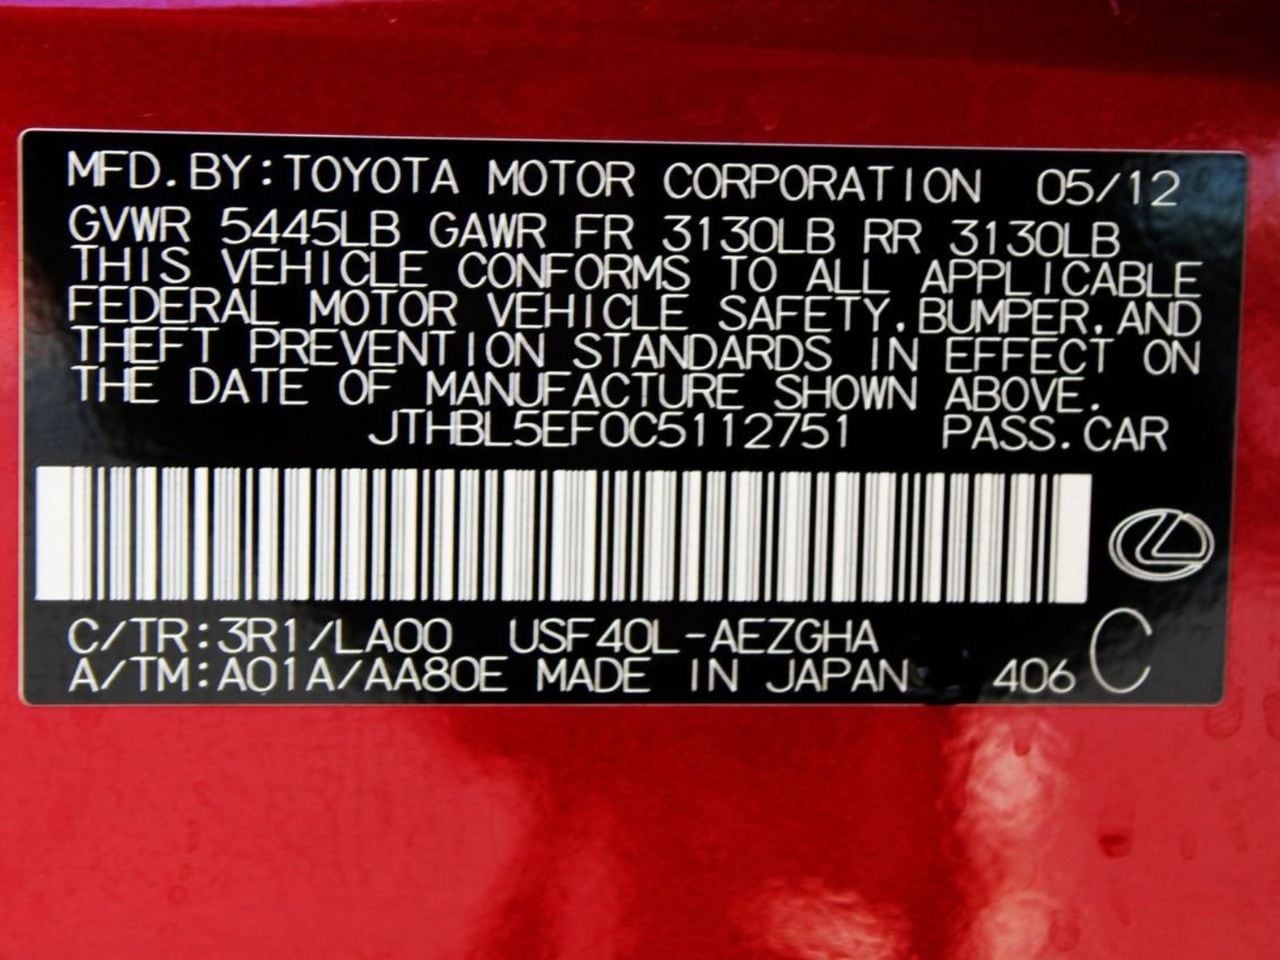 MFD. BY: TOYOTA MOTOR CORPORATION 05/12
GVWR 5445LB GAWR FR 3130LB RR 3130LB
THIS VEHICLE CONFORMS TO ALL APPLICABLE
FEDERAL MOTOR VEHICLE SAFETY, BUMPER, AND
THEFT PREVENTION STANDARDS IN EFFECT ON
THE DATE OF MANUFACTURE SHOWN ABOVE.
JTHBL5EF0C5112751 PASS. CAR
C/TR: 3R1/LA00 USF40L-AEZGHA
A/TM: A01A/AA80E MADE IN JAPAN 406 C